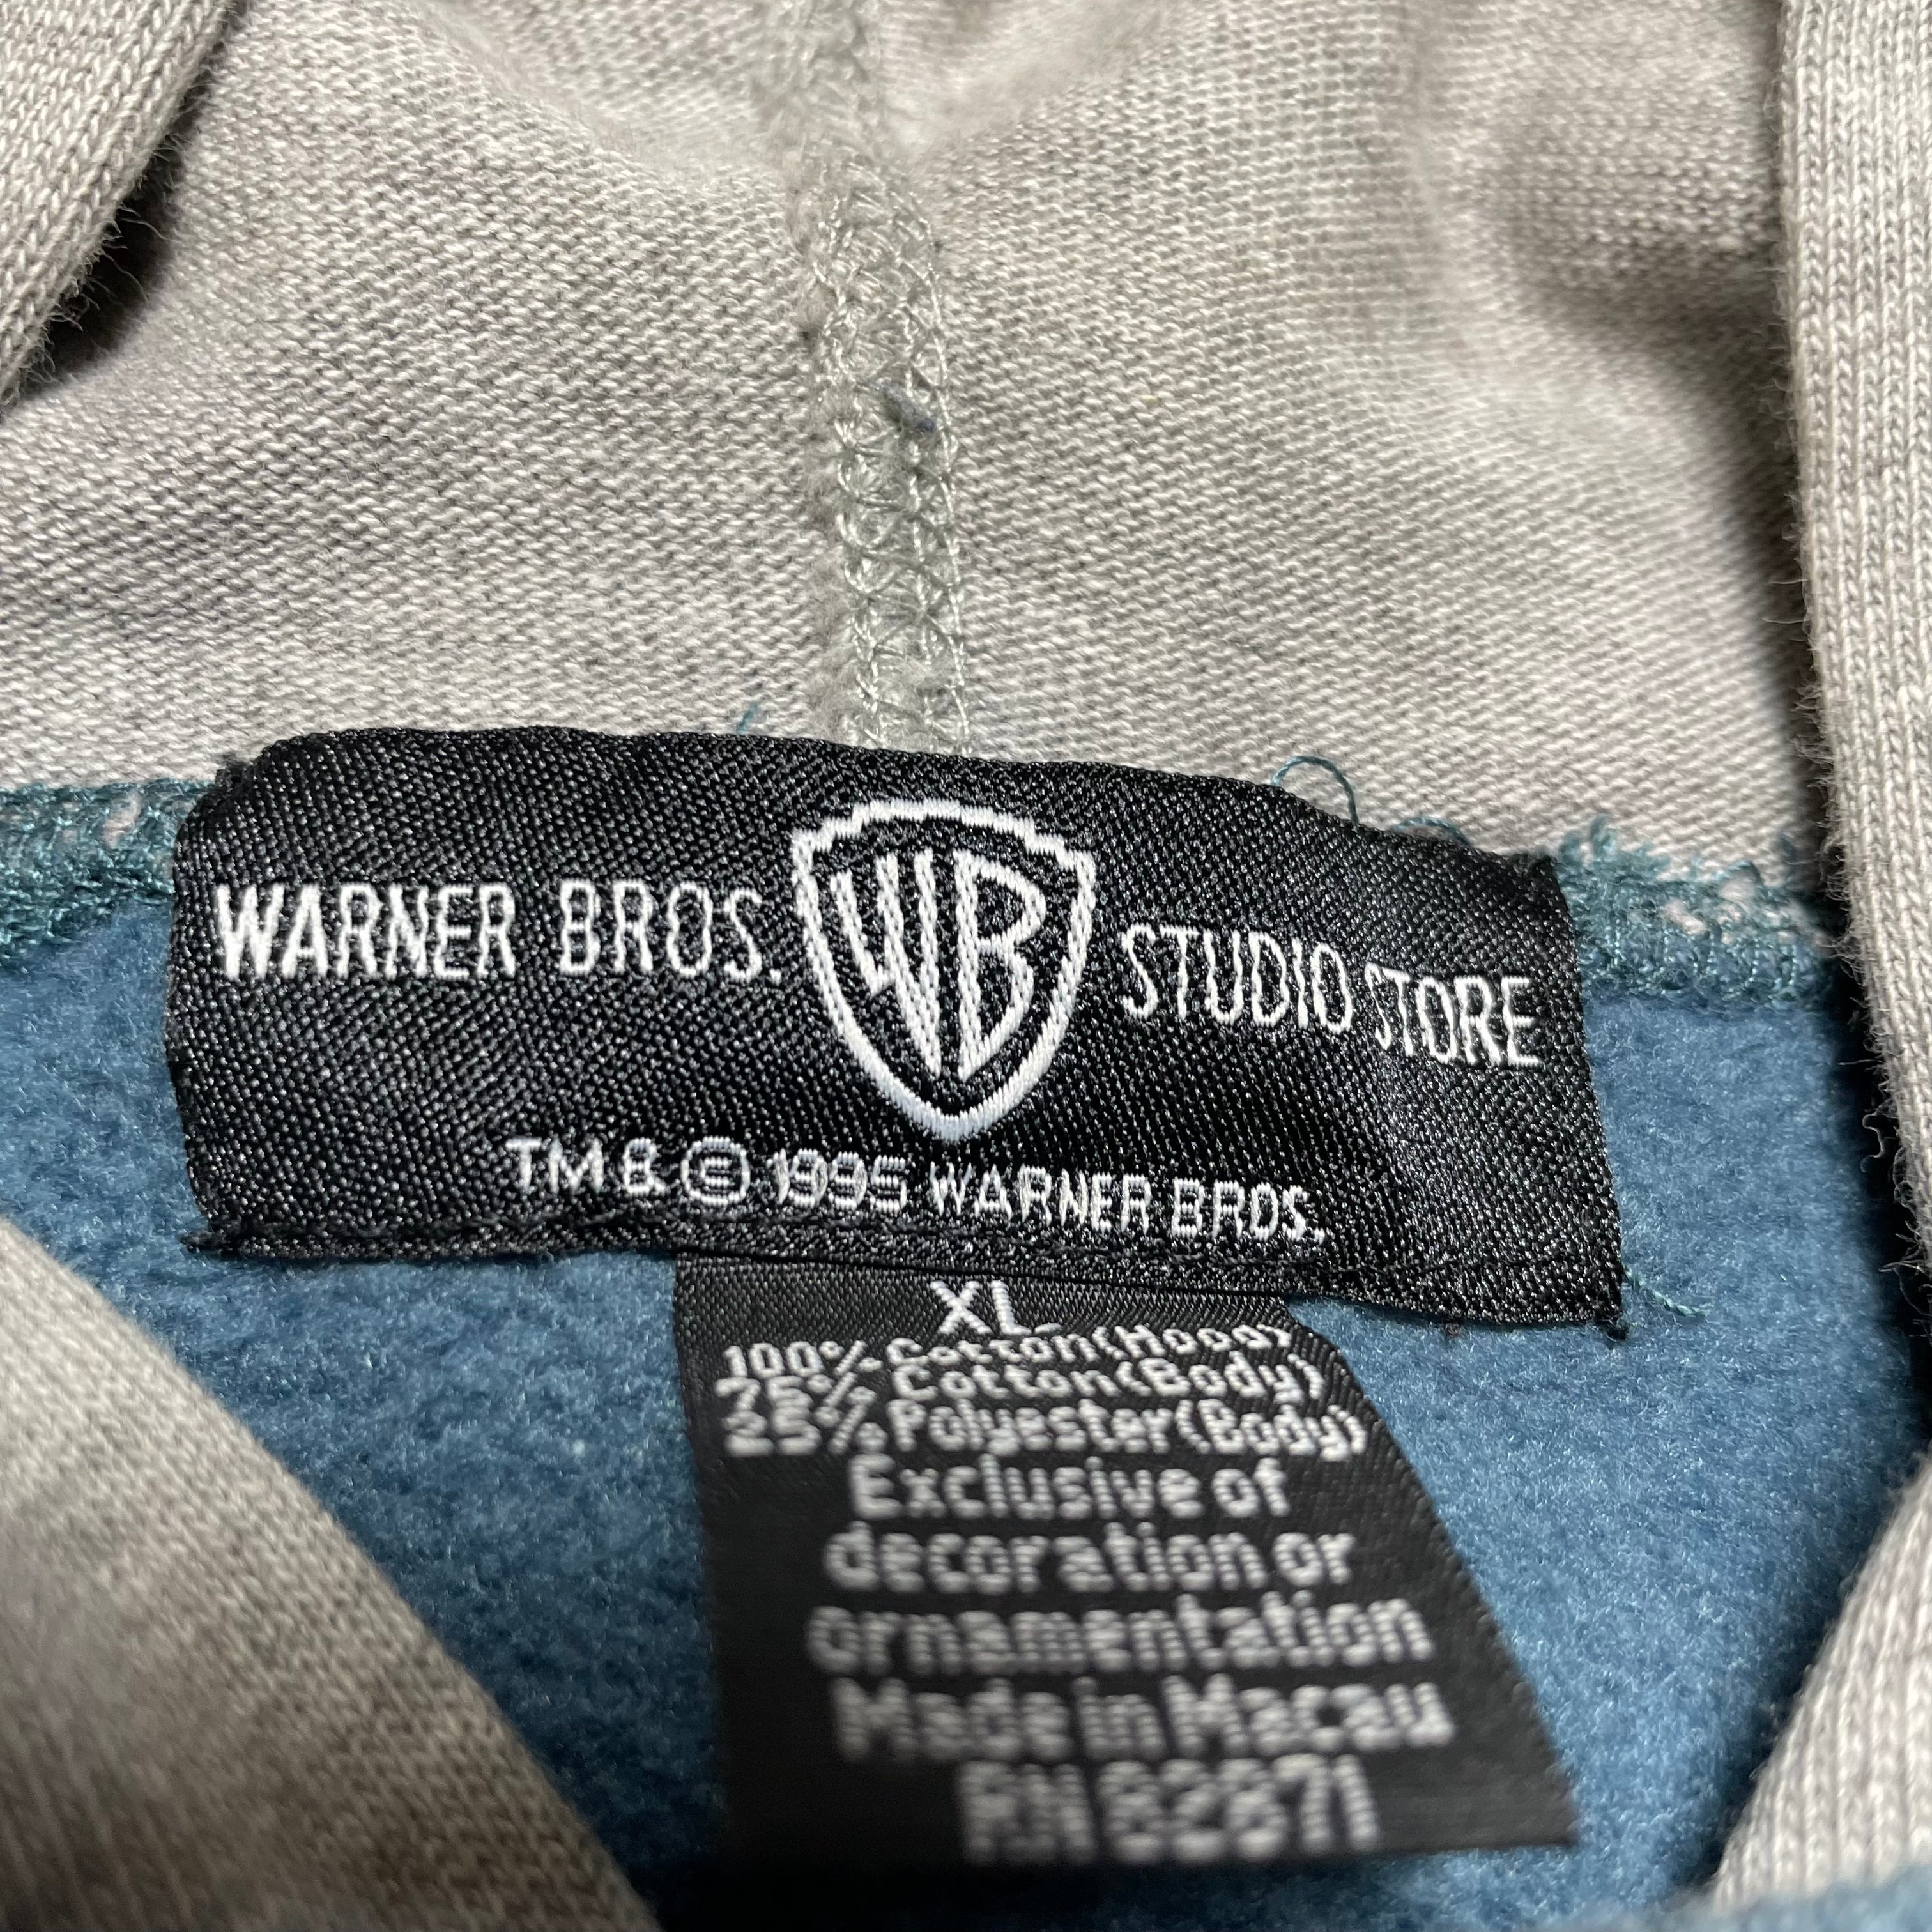 WARNER BROS. WB STUDIO STORE
TM & © 1995 WARNER BROS.
XL
100% Cotton(Hood)
75% Cotton(Body)
25% Polyester(Body)
Exclusive of
decoration or
ornamentation
Made in Macau
RN 82871